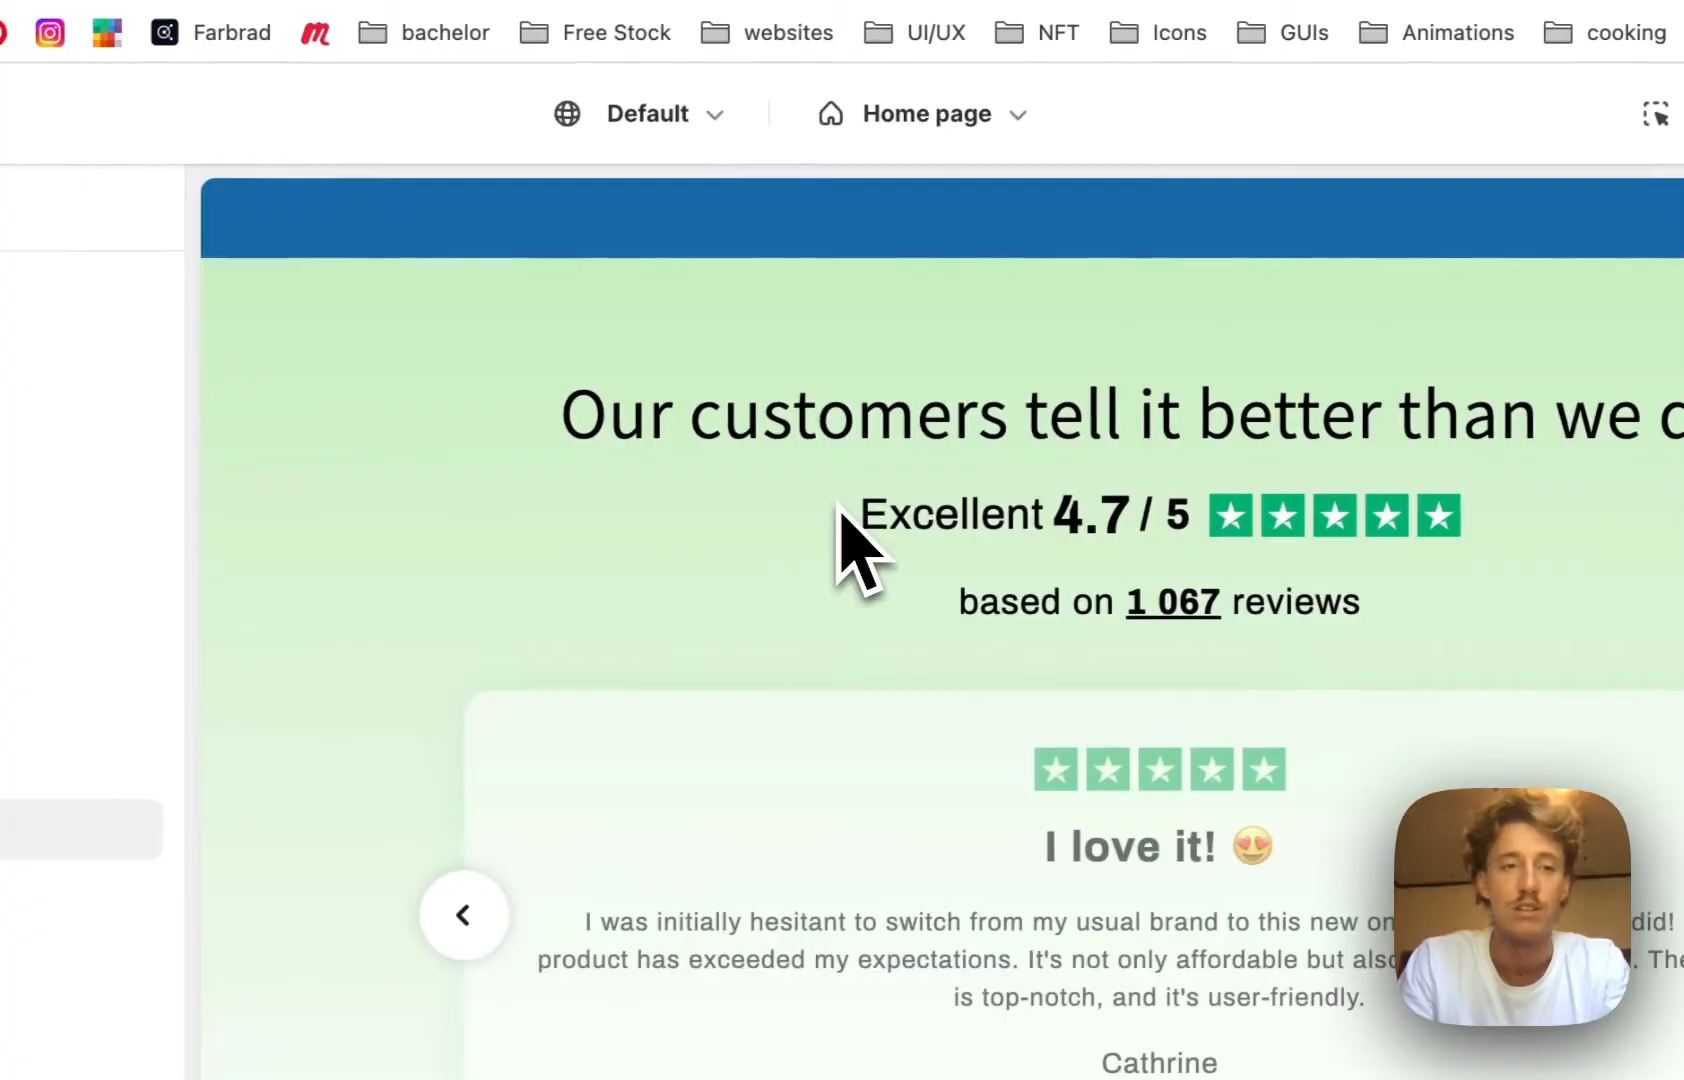 Farbrad
bachelor
Free Stock
websites
UI/UX
NFT
Icons
GUIs
Animations
cooking
Default
Home page
Our customers tell it better than we
Excellent 4.7 / 5
based on 1 067 reviews
I love it! 😍
I was initially hesitant to switch from my usual brand to this new did!
product has exceeded my expectations. It's not only affordable but
is top-notch, and it's user-friendly.
Cathrine